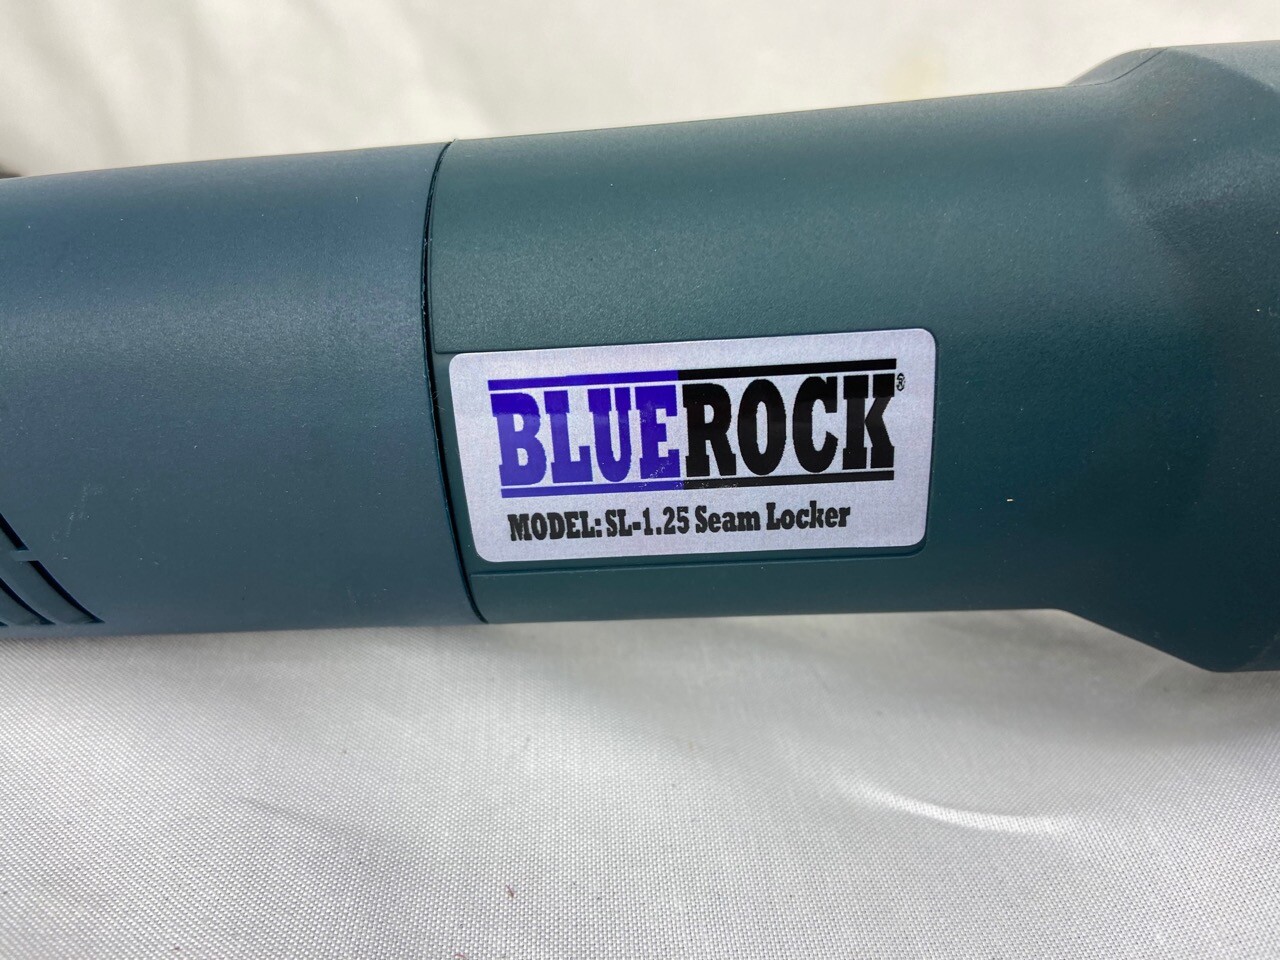 BLUEROCK®
MODEL: SL-1.25 Seam Locker